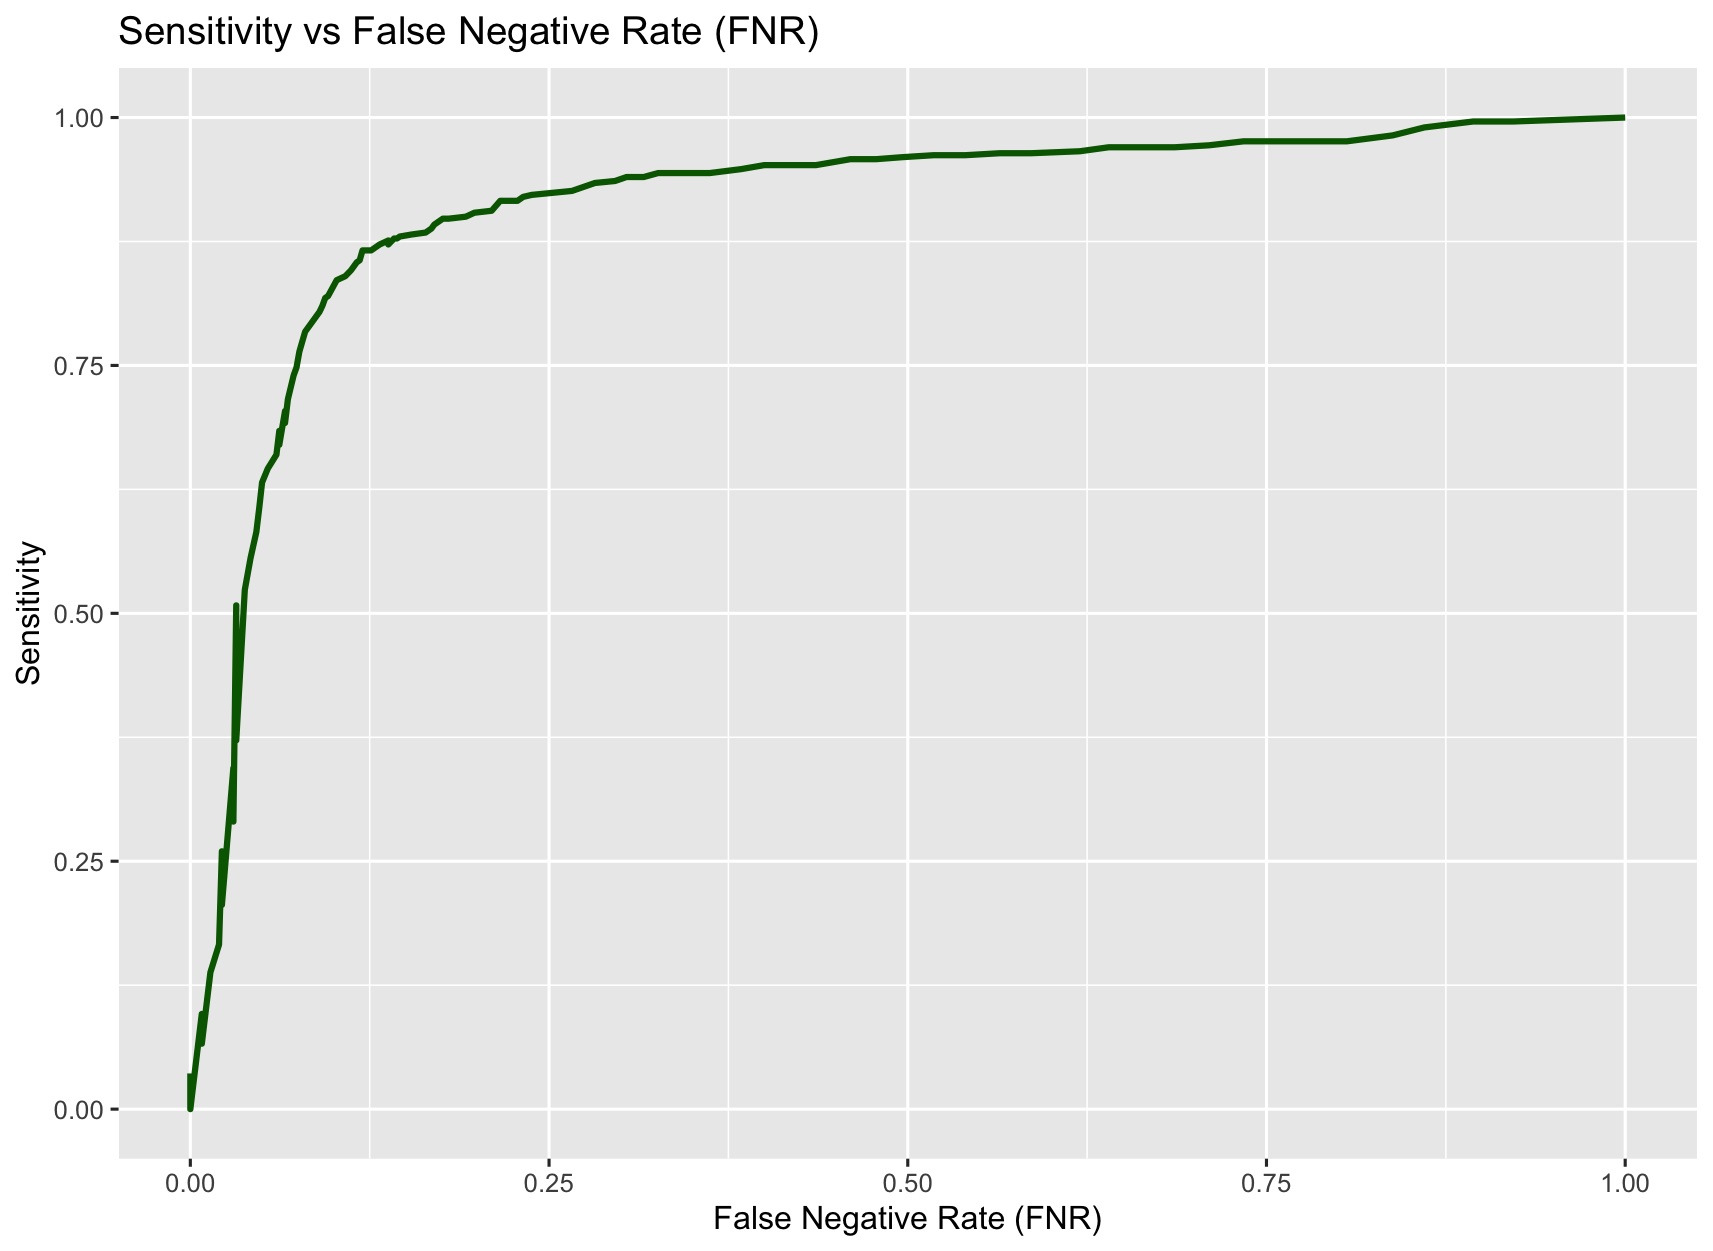 Sensitivity vs False Negative Rate (FNR)
1.00
0.75
0.50
0.25
0.00
Sensitivity
0.00 0.25 0.50 0.75 1.00
False Negative Rate (FNR)